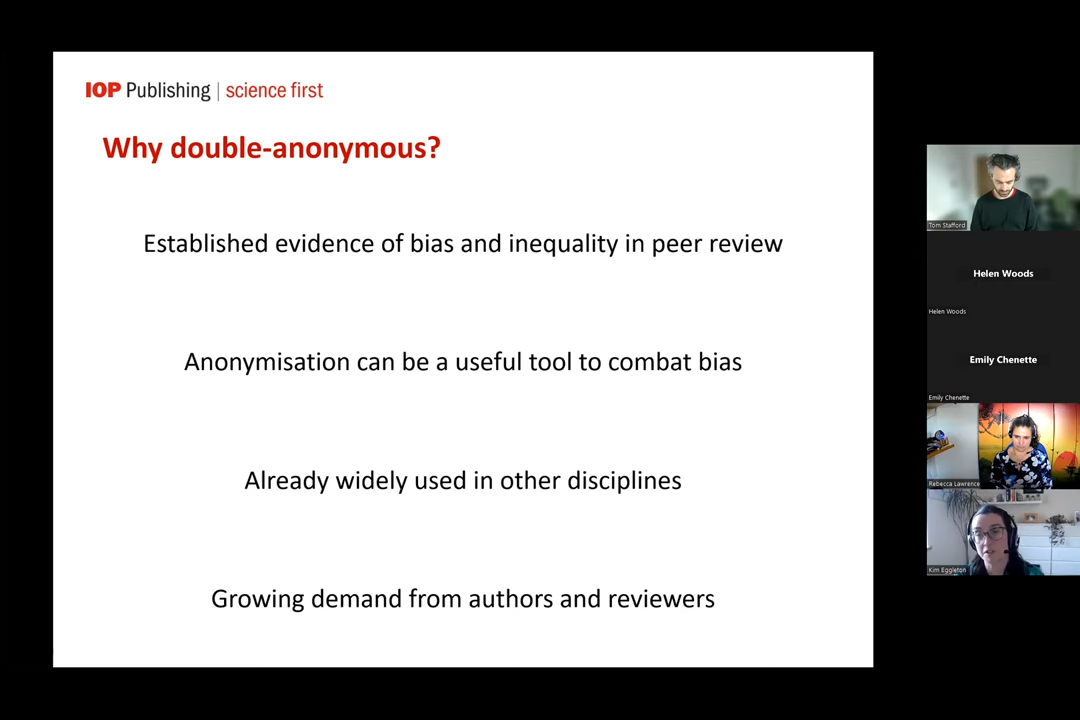 IOP Publishing | science first
Why double-anonymous?
Established evidence of bias and inequality in peer review
Anonymisation can be a useful tool to combat bias
Already widely used in other disciplines
Growing demand from authors and reviewers
Tom Stafford
Helen Woods
Helen Woods
Emily Chenette
Emily Chenette
Rebecca Lawrence
Kim Eggleton